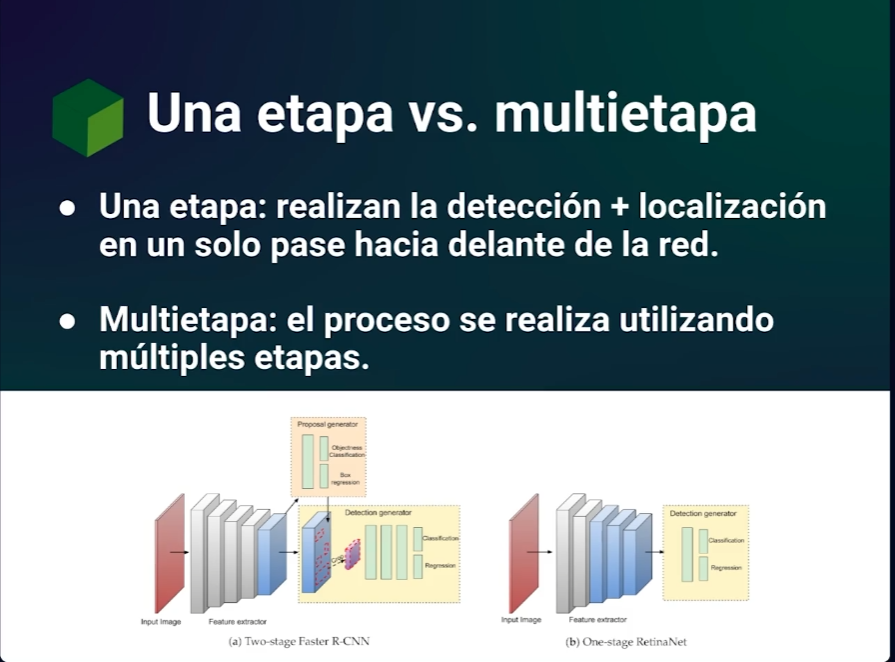 Una etapa vs. multietapa
● Una etapa: realizan la detección + localización
en un solo pase hacia delante de la red.
● Multietapa: el proceso se realiza utilizando
múltiples etapas.
Proposal generator
Objectness
Classification
Box
regression
Detection generator
Classification
Regression
Input Image
Feature extractor
(a) Two-stage Faster R-CNN
Detection generator
Classification
Regression
Input Image
Feature extractor
(b) One-stage RetinaNet